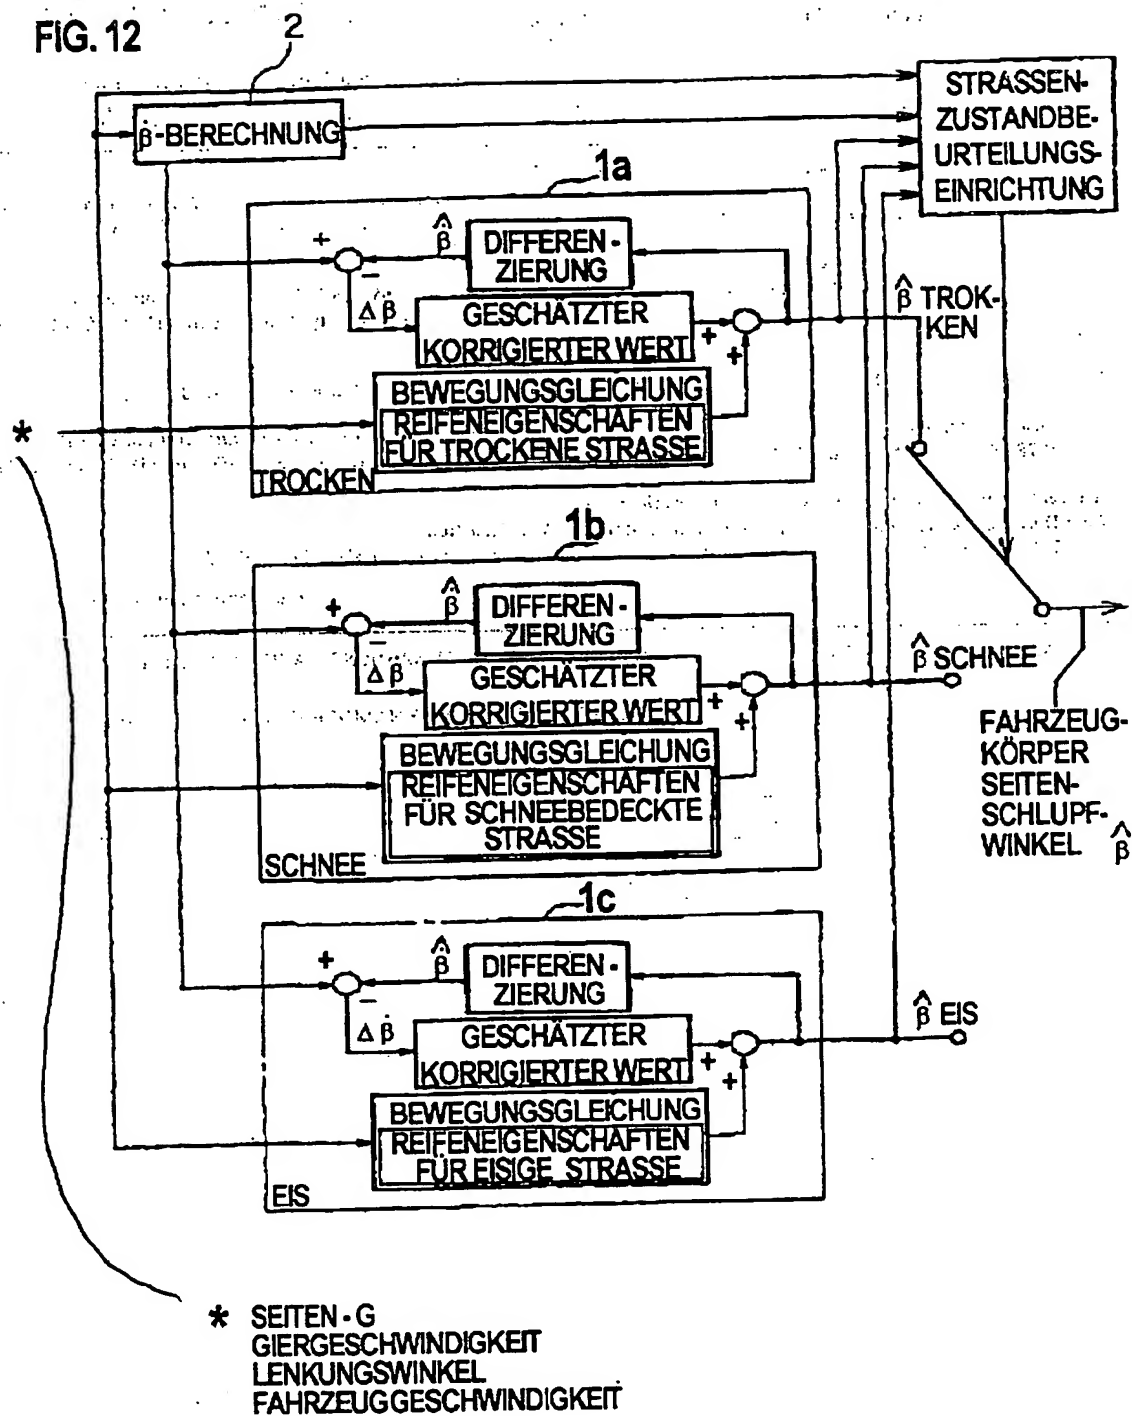 FIG. 12
2
β̇-BERECHNUNG
STRASSEN-
ZUSTANDBE-
URTEILUNGS-
EINRICHTUNG
1a
+
β̇̂
DIFFEREN-
ZIERUNG
−
Δ β̇
GESCHÄTZTER
KORRIGIERTER WERT
+
+
BEWEGUNGSGLEICHUNG
REIFENEIGENSCHAFTEN
FÜR TROCKENE STRASSE
TROCKEN
β̂ TROK-
KEN
*
1b
+
β̇̂
DIFFEREN-
ZIERUNG
−
Δ β̇
GESCHÄTZTER
KORRIGIERTER WERT
+
+
BEWEGUNGSGLEICHUNG
REIFENEIGENSCHAFTEN
FÜR SCHNEEBEDECKTE
STRASSE
SCHNEE
β̂ SCHNEE
FAHRZEUG-
KÖRPER
SEITEN-
SCHLUPF-
WINKEL β̂
1c
+
β̇̂
DIFFEREN-
ZIERUNG
−
Δ β̇
GESCHÄTZTER
KORRIGIERTER WERT
+
+
BEWEGUNGSGLEICHUNG
REIFENEIGENSCHAFTEN
FÜR EISIGE STRASSE
EIS
β̂ EIS
* SEITEN-G
GIERGESCHWINDIGKEIT
LENKUNGSWINKEL
FAHRZEUGGESCHWINDIGKEIT